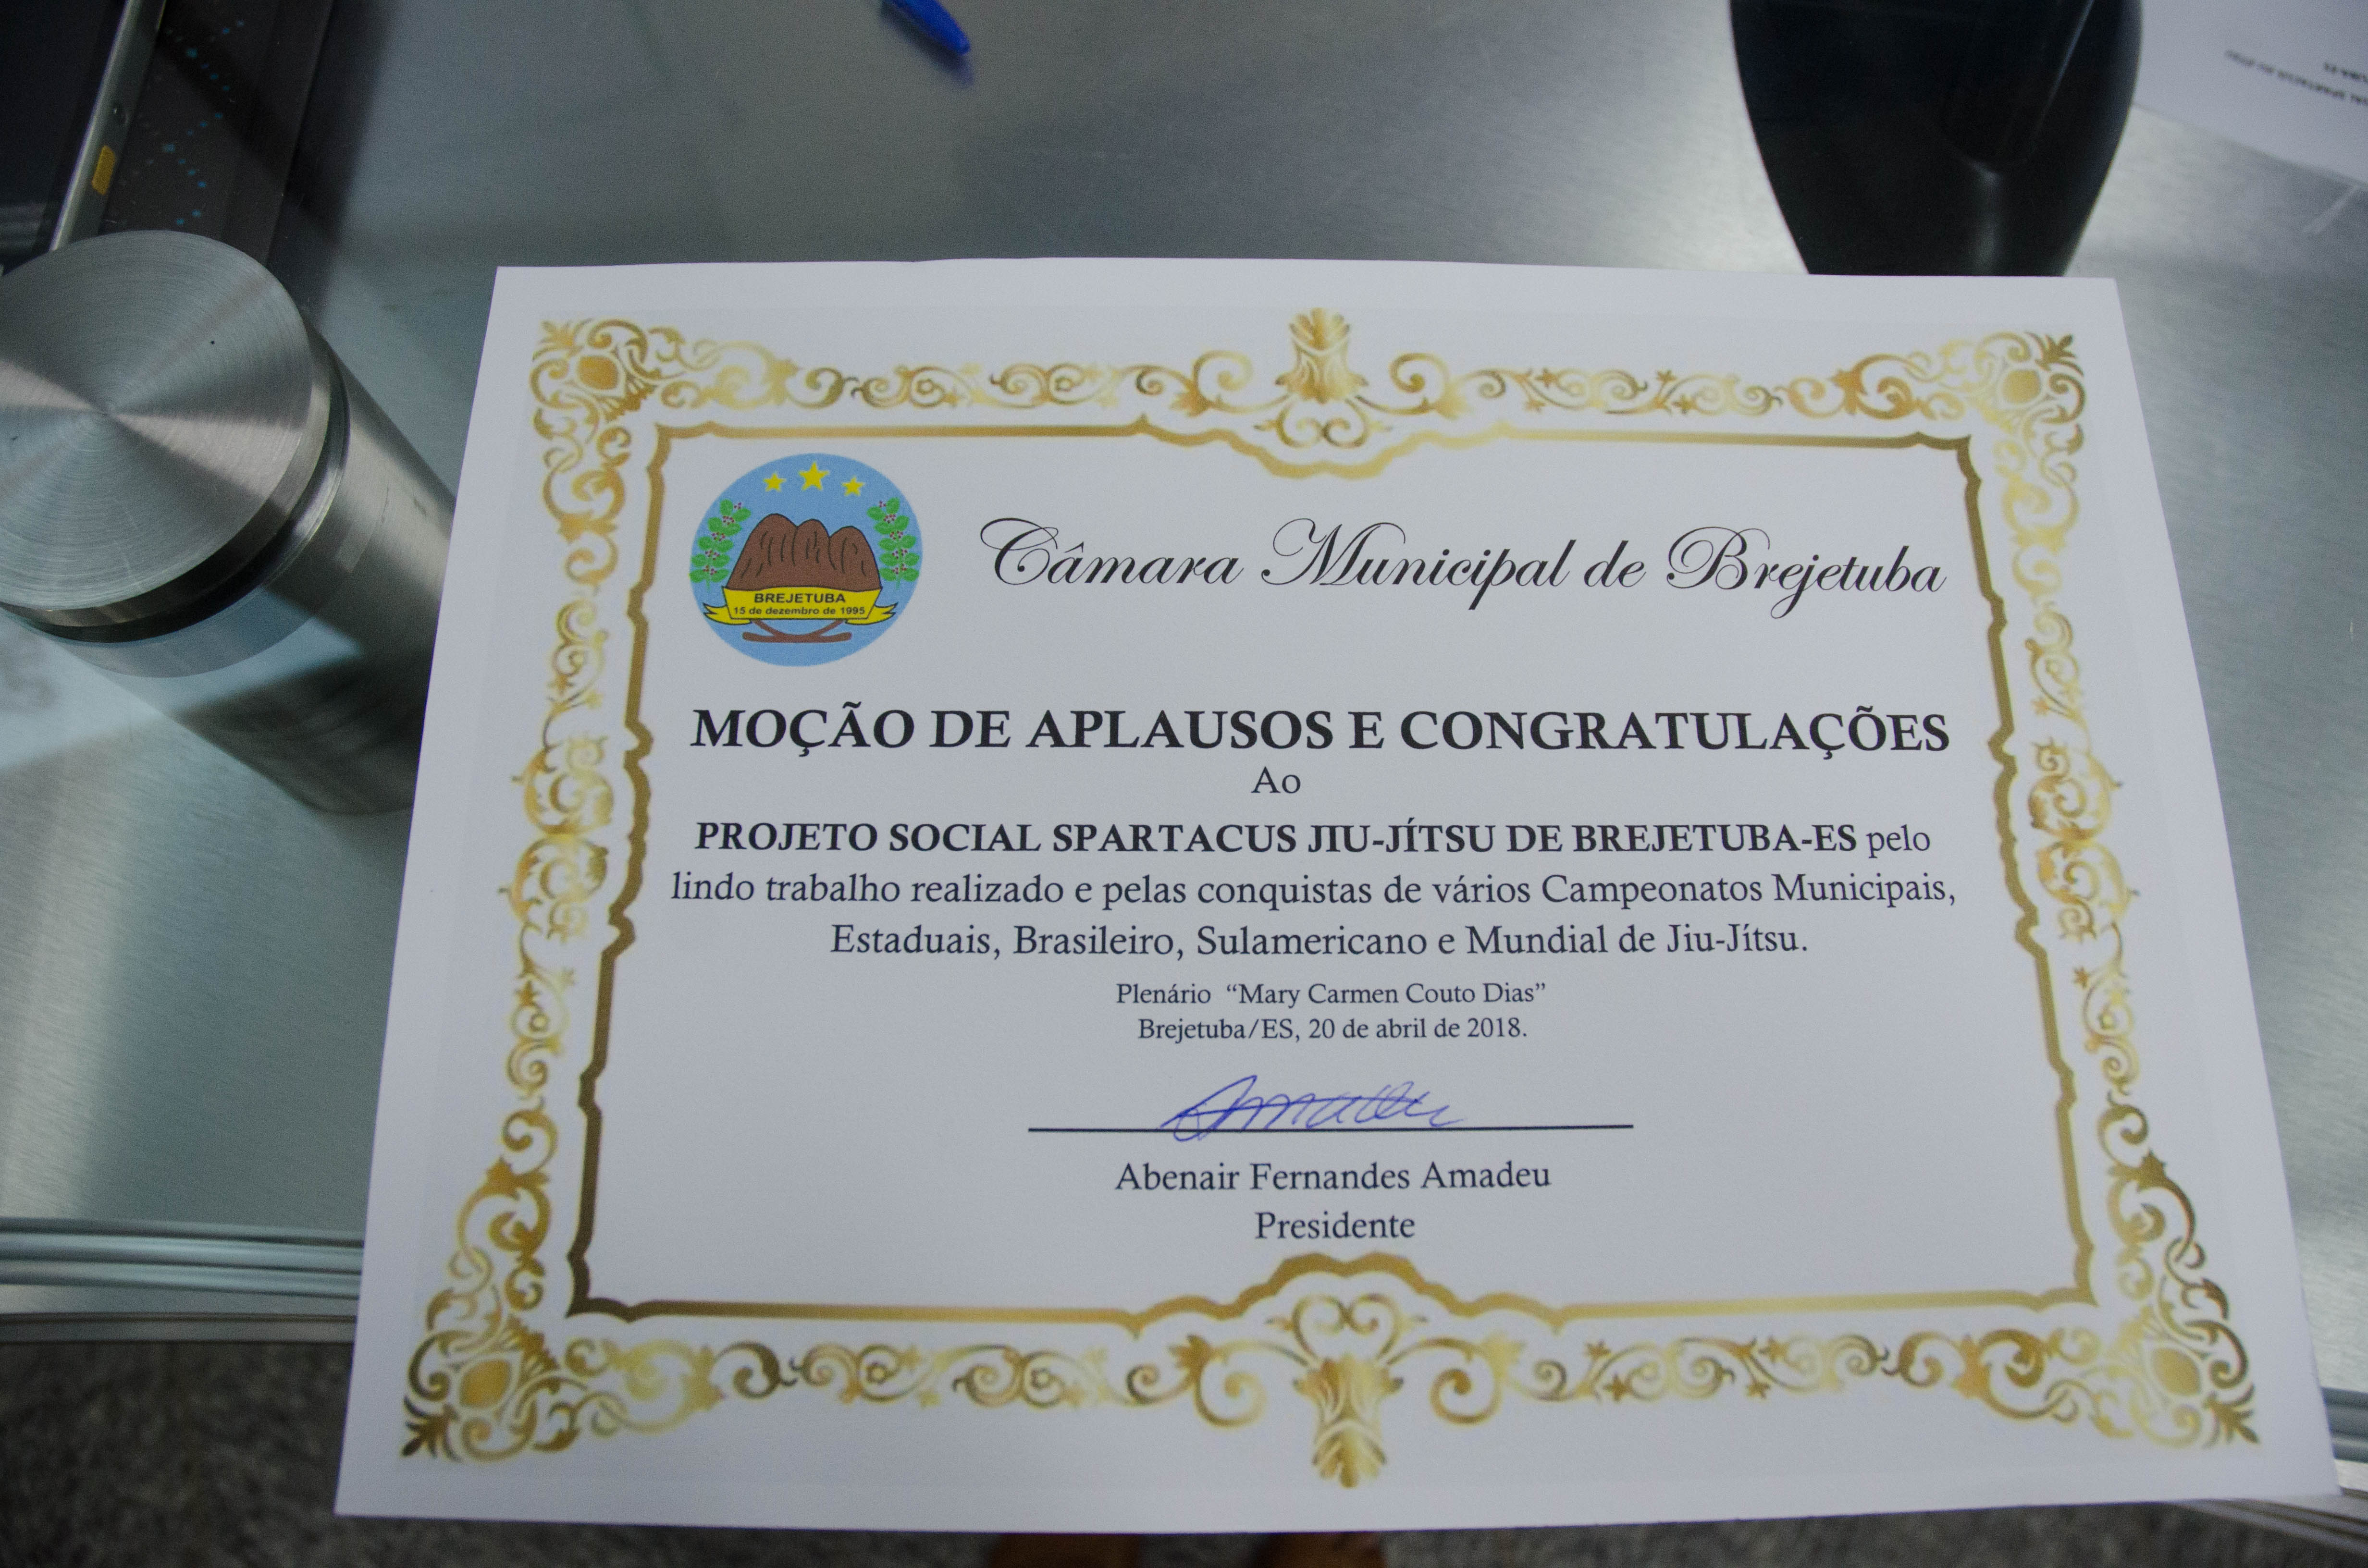 Câmara Municipal de Brejetuba
BREJETUBA
15 de dezembro de 1995
MOÇÃO DE APLAUSOS E CONGRATULAÇÕES
Ao
PROJETO SOCIAL SPARTACUS JIU-JÍTSU DE BREJETUBA-ES pelo
lindo trabalho realizado e pelas conquistas de vários Campeonatos Municipais,
Estaduais, Brasileiro, Sulamericano e Mundial de Jiu-Jítsu.
Plenário “Mary Carmen Couto Dias”
Brejetuba/ES, 20 de abril de 2018.
Abenair Fernandes Amadeu
Presidente